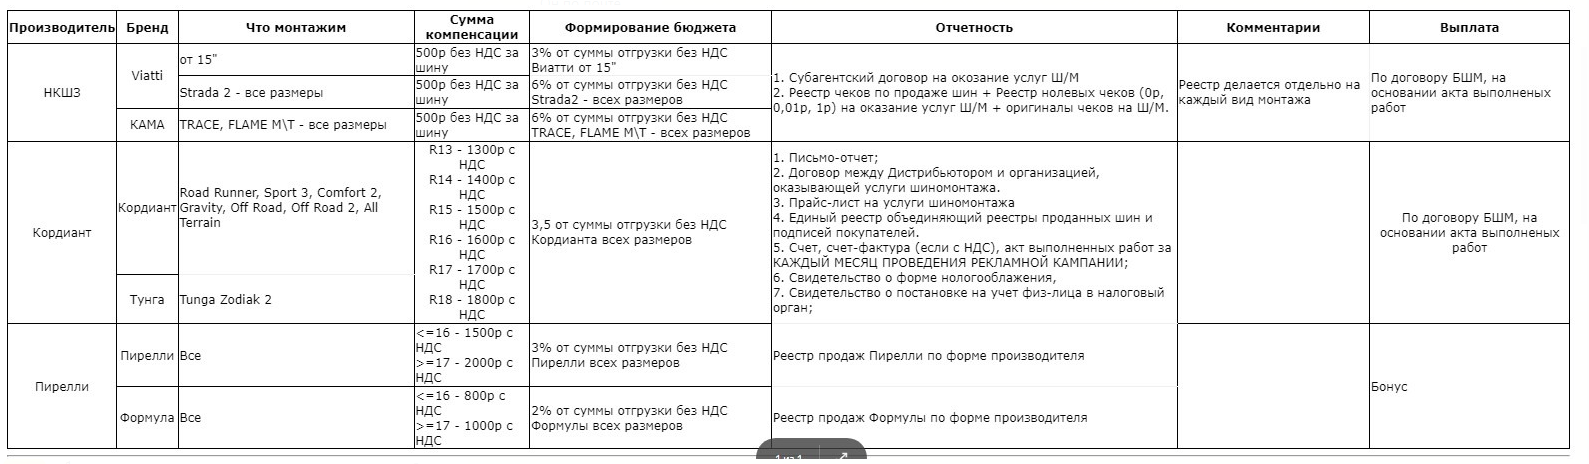 Производитель
Бренд
Что монтажим
Сумма
компенсации
Формирование бюджета
Отчетность
Комментарии
Выплата
НКШЗ
Viatti
от 15"
500р без НДС за
шину
3% от суммы отгрузки без НДС
Виатти от 15"
Strada 2 - все размеры
500р без НДС за
шину
6% от суммы отгрузки без НДС
Strada2 - всех размеров
КАМА
TRACE, FLAME M\T - все размеры
500р без НДС за
шину
6% от суммы отгрузки без НДС
TRACE, FLAME M\T - всех размеров
1. Субагентский договор на окозание услуг Ш/М
2. Реестр чеков по продаже шин + Реестр нолевых чеков (0р,
0,01р, 1р) на оказание услуг Ш/М + оригиналы чеков на Ш/М.
Реестр делается отдельно на
каждый вид монтажа
По договору БШМ, на
основании акта выполненых
работ
Кордиант
Кордиант
Road Runner, Sport 3, Comfort 2,
Gravity, Off Road, Off Road 2, All
Terrain
Тунга
Tunga Zodiak 2
R13 - 1300р с
НДС
R14 - 1400р с
НДС
R15 - 1500р с
НДС
R16 - 1600р с
НДС
R17 - 1700р с
НДС
R18 - 1800р с
НДС
3,5 от суммы отгрузки без НДС
Кордианта всех размеров
1. Письмо-отчет;
2. Договор между Дистрибьютором и организацией,
оказывающей услуги шиномонтажа.
3. Прайс-лист на услуги шиномонтажа
4. Единый реестр объединяющий реестры проданных шин и
подписей покупателей.
5. Счет, счет-фактура (если с НДС), акт выполненных работ за
КАЖДЫЙ МЕСЯЦ ПРОВЕДЕНИЯ РЕКЛАМНОЙ КАМПАНИИ;
6. Свидетельство о форме нологооблажения,
7. Свидетельство о постановке на учет физ-лица в налоговый
орган;
По договору БШМ, на
основании акта выполненых
работ
Пирелли
Пирелли
Все
<=16 - 1500р с
НДС
>=17 - 2000р с
НДС
3% от суммы отгрузки без НДС
Пирелли всех размеров
Реестр продаж Пирелли по форме производителя
Формула
Все
<=16 - 800р с
НДС
>=17 - 1000р с
НДС
2% от суммы отгрузки без НДС
Формулы всех размеров
Реестр продаж Формулы по форме производителя
Бонус
1 из 1